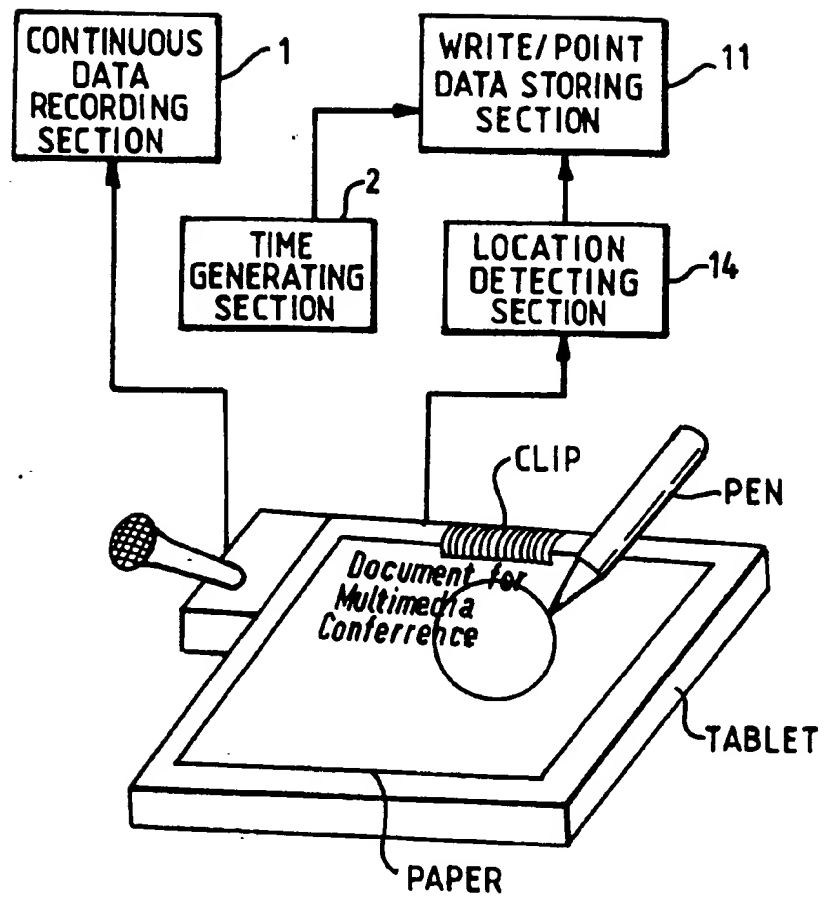 CONTINUOUS
DATA
RECORDING
SECTION
1
WRITE/POINT
DATA STORING
SECTION
11
2
TIME
GENERATING
SECTION
LOCATION
DETECTING
SECTION
14
CLIP
PEN
Document for
Multimedia
Conferrence
TABLET
PAPER